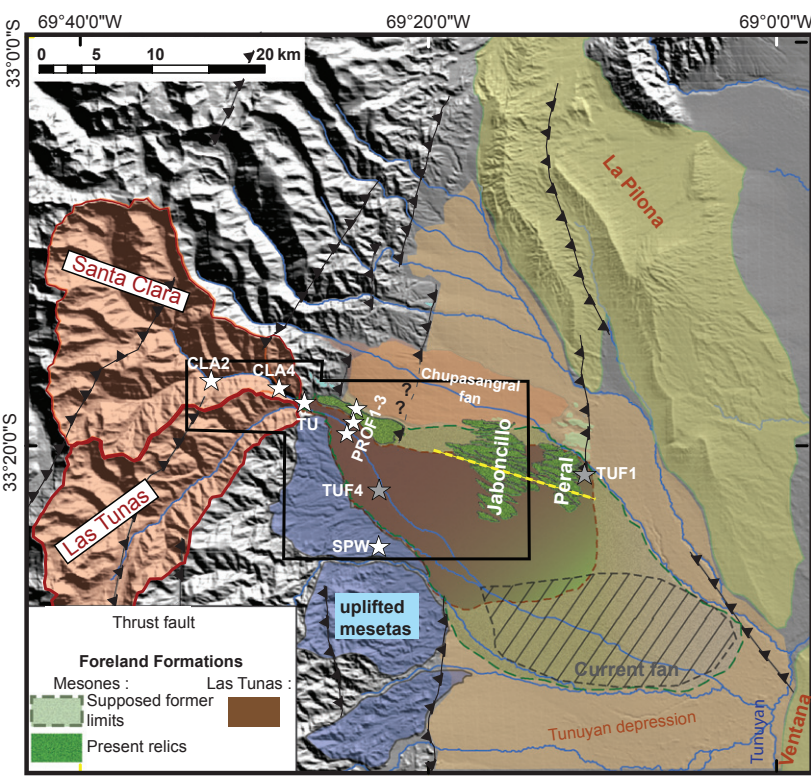 69°40'0"W
69°20'0"W
69°0'0"W
33°0'0"S
0 5 10 20 km
La Pilona
Santa Clara
CLA2
CLA4
Chupasangral
fan
?
?
TU
PROF1-3
33°20'0"S
Jaboncillo
Peral
TUF1
TUF4
Las Tunas
SPW
uplifted
mesetas
Current fan
Tunuyan depression
Tunuyan
Ventana
Thrust fault
Foreland Formations
Mesones :
Las Tunas :
Supposed former
limits
Present relics